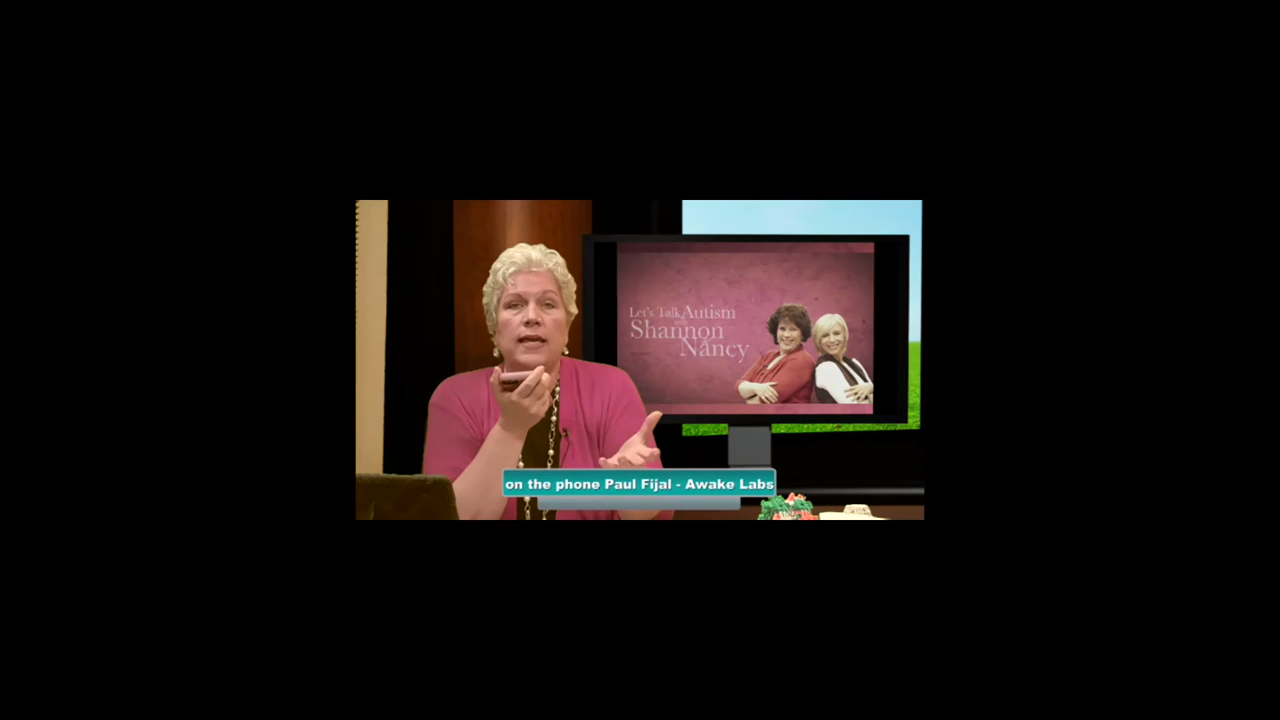 Let's Talk Autism
with
Shannon
Nancy
on the phone Paul Fijal - Awake Labs